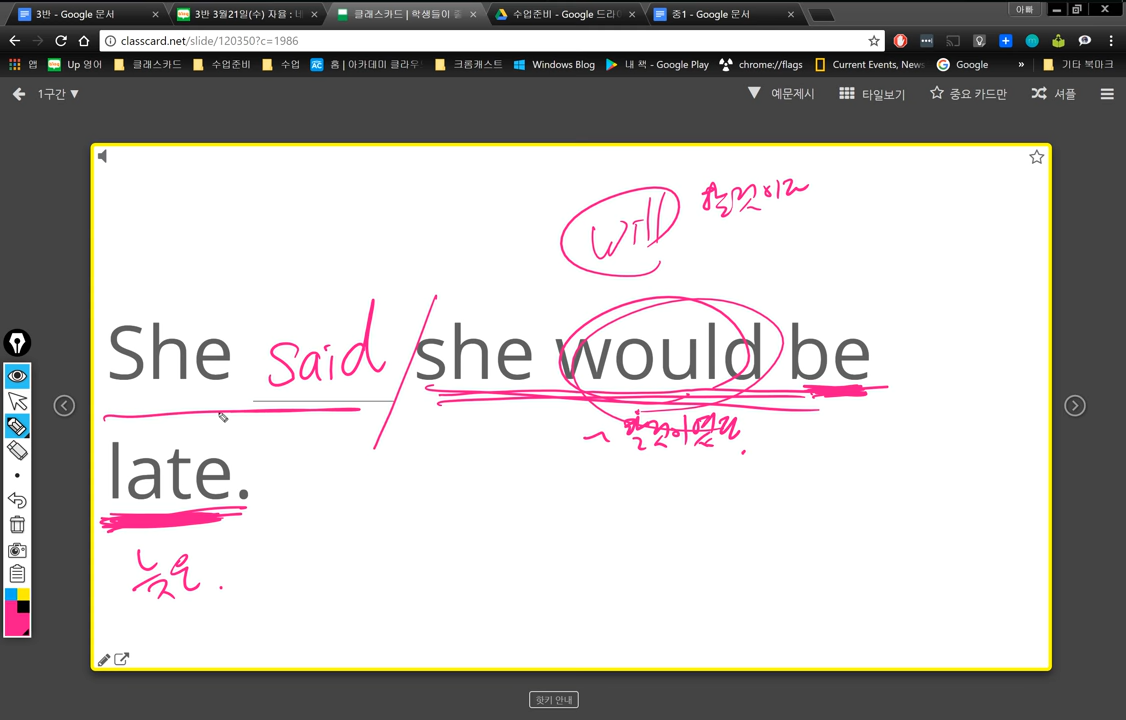 3반 - Google 문서
3반 3월21일(수) 자율 : 네
클래스카드 | 학생들이 좋
수업준비 - Google 드라이
중1 - Google 문서
아빠
classcard.net/slide/120350?c=1986
앱 Up 영어 클래스카드 수업준비 수업 홈 | 아카데미 클라우 크롬캐스트 Windows Blog 내 책 - Google Play chrome://flags Current Events, News Google » 기타 북마크
1구간 ▼ 예문제시 타일보기 중요 카드만 셔플
will 할것이다
She said / she would be
~ 할것이었다.
late.
늦은.
핫키 안내